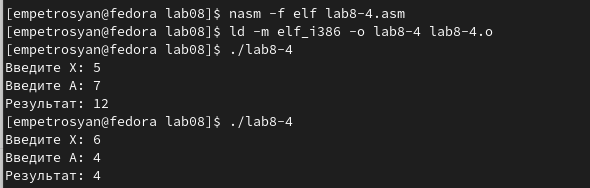 [empetrosyan@fedora lab08]$ nasm -f elf lab8-4.asm
[empetrosyan@fedora lab08]$ ld -m elf_i386 -o lab8-4 lab8-4.o
[empetrosyan@fedora lab08]$ ./lab8-4
Введите X: 5
Введите A: 7
Результат: 12
[empetrosyan@fedora lab08]$ ./lab8-4
Введите X: 6
Введите A: 4
Результат: 4